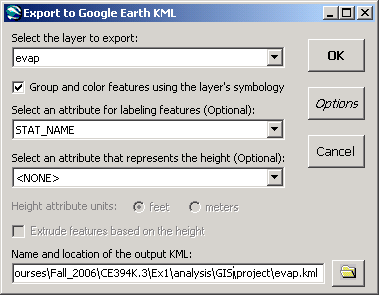 Export to Google Earth KML
Select the layer to export:
evap
OK
Group and color features using the layer's symbology
Options
Select an attribute for labeling features (Optional):
STAT_NAME
Cancel
Select an attribute that represents the height (Optional):
<NONE>
Height attribute units:
feet
meters
Extrude features based on the height
Name and location of the output KML:
ourses\Fall_2006\CE394K.3\Ex1\analysis\GISproject\evap.kml